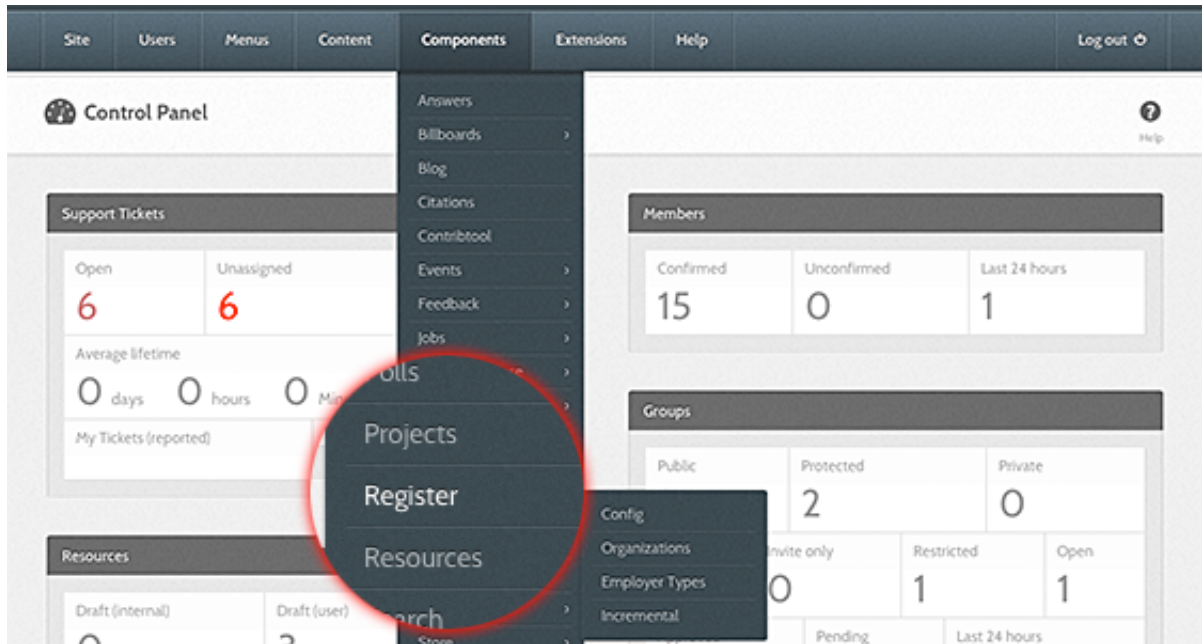 Site Users Menus Content Components Extensions Help Log out
Control Panel
Help
Answers
Billboards
Blog
Citations
Contribtool
Events
Feedback
Jobs
Projects
Register
Resources
Store
Config
Organizations
Employer Types
Incremental
Support Tickets
Open Unassigned
6 6
Average lifetime
0 days 0 hours 0
My Tickets (reported)
Resources
Draft (internal) Draft (user)
Members
Confirmed Unconfirmed Last 24 hours
15 0 1
Groups
Public Protected Private
2 0
only Restricted Open
0 1 1
Pending Last 24 hours